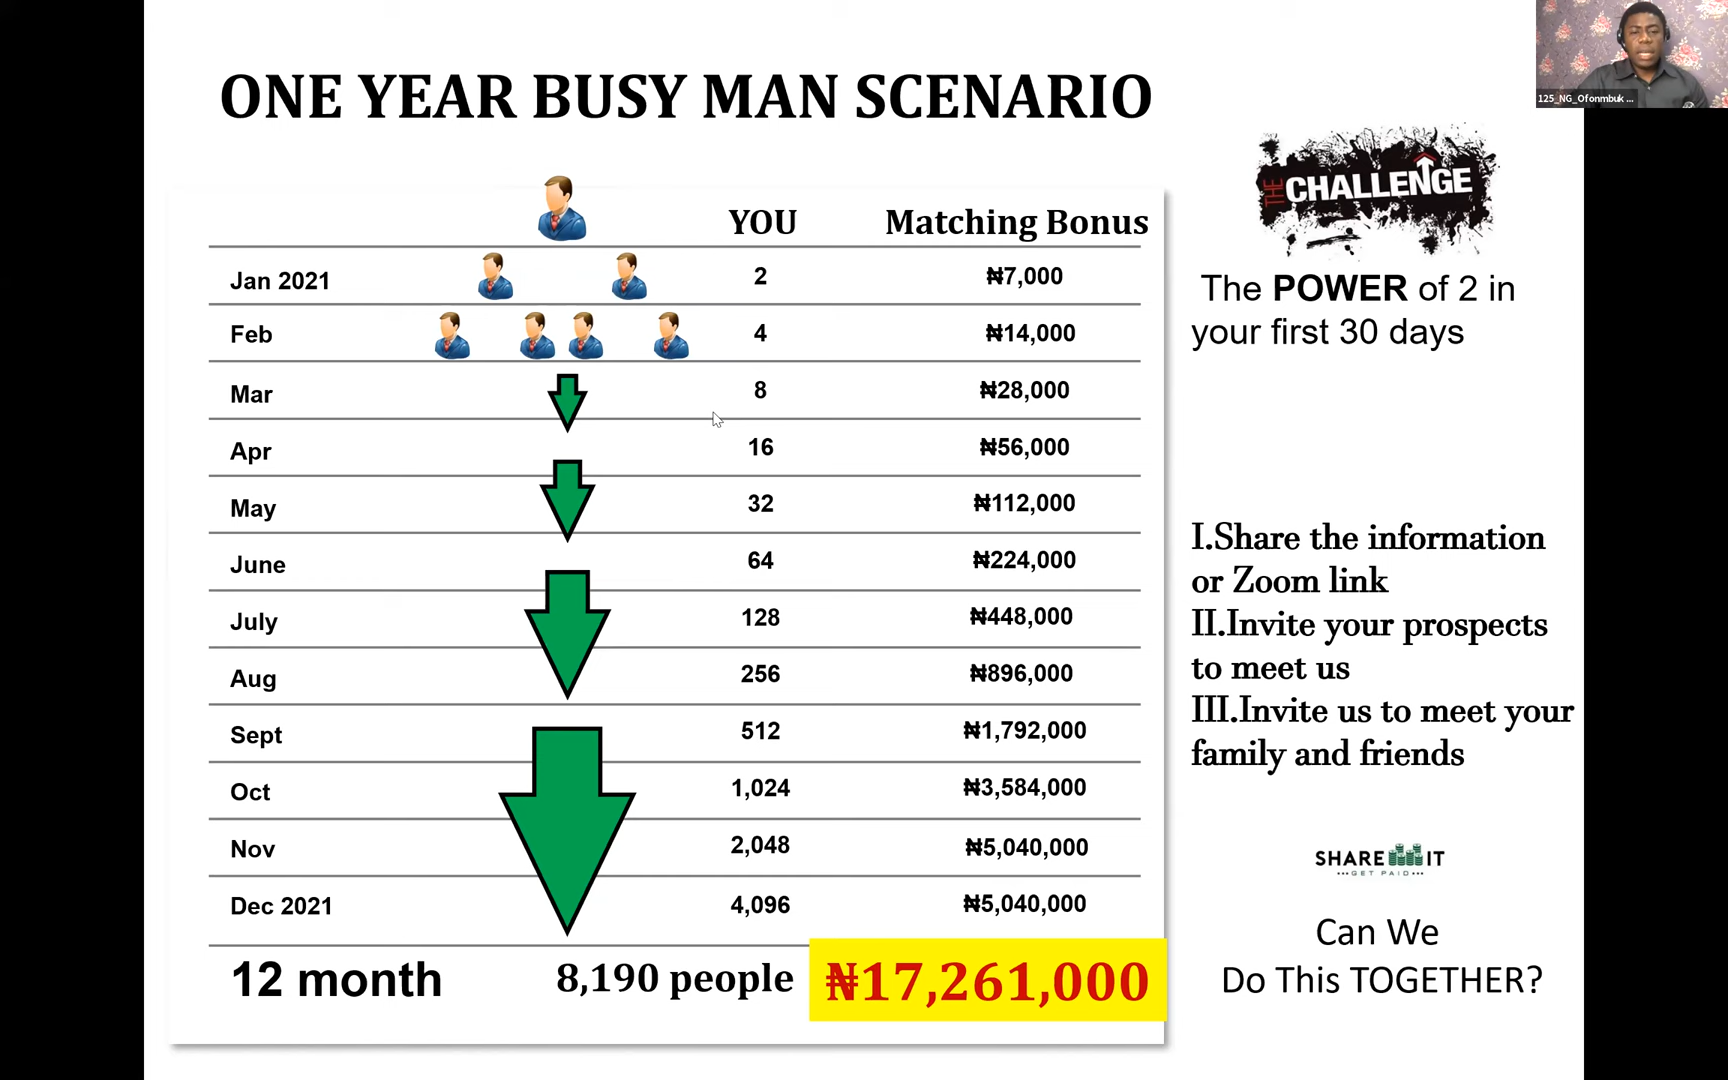 125_NG_Ofonmbuk ...
ONE YEAR BUSY MAN SCENARIO
YOU Matching Bonus
Jan 2021 2 ₦7,000
Feb 4 ₦14,000
Mar 8 ₦28,000
Apr 16 ₦56,000
May 32 ₦112,000
June 64 ₦224,000
July 128 ₦448,000
Aug 256 ₦896,000
Sept 512 ₦1,792,000
Oct 1,024 ₦3,584,000
Nov 2,048 ₦5,040,000
Dec 2021 4,096 ₦5,040,000
12 month 8,190 people ₦17,261,000
THE CHALLENGE
The POWER of 2 in
your first 30 days
I.Share the information
or Zoom link
II.Invite your prospects
to meet us
III.Invite us to meet your
family and friends
SHARE IT
•••GET PAID•••
Can We
Do This TOGETHER?